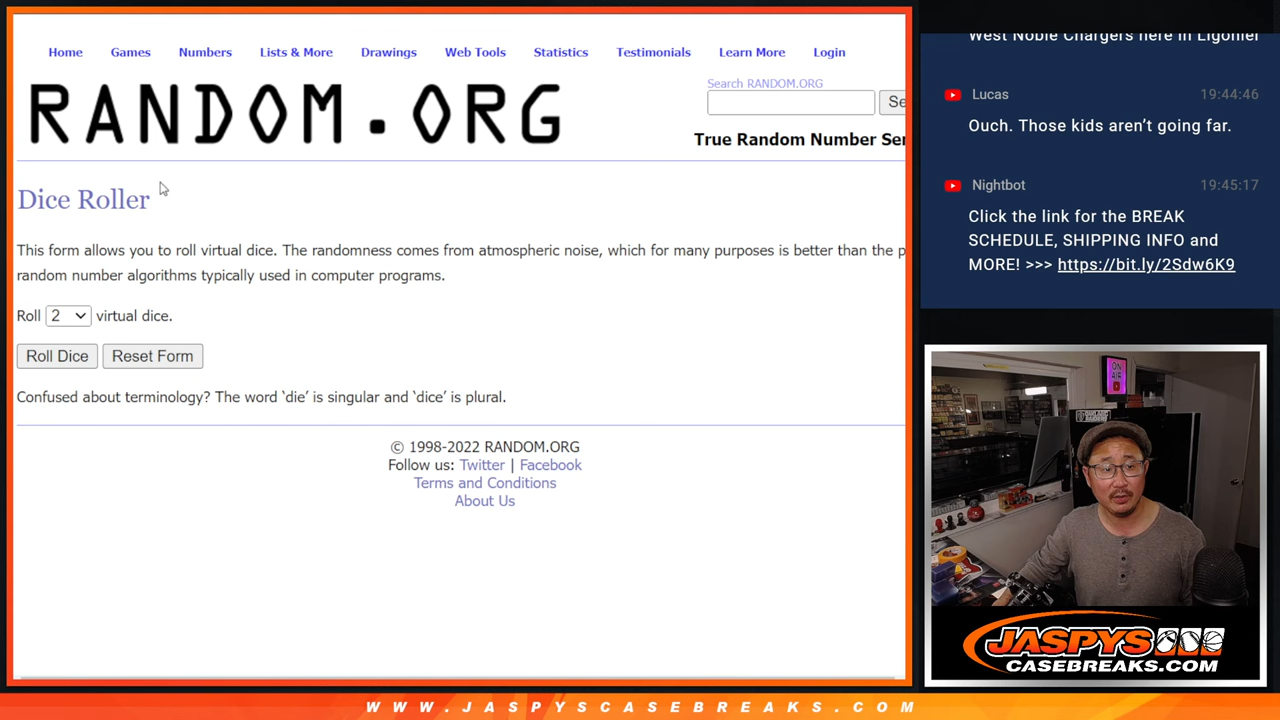 Home Games Numbers Lists & More Drawings Web Tools Statistics Testimonials Learn More Login
Search RANDOM.ORG
RANDOM.ORG
Se
True Random Number Ser
Dice Roller
This form allows you to roll virtual dice. The randomness comes from atmospheric noise, which for many purposes is better than the p
random number algorithms typically used in computer programs.
Roll 2 virtual dice.
Roll Dice Reset Form
Confused about terminology? The word ‘die’ is singular and ‘dice’ is plural.
© 1998-2022 RANDOM.ORG
Follow us: Twitter | Facebook
Terms and Conditions
About Us
West Noble Chargers here in Ligonier
Lucas 19:44:46
Ouch. Those kids aren’t going far.
Nightbot 19:45:17
Click the link for the BREAK
SCHEDULE, SHIPPING INFO and
MORE! >>> https://bit.ly/2Sdw6K9
ON
AIR
JASPYS
CASEBREAKS.COM
WWW.JASPYSCASEBREAKS.COM